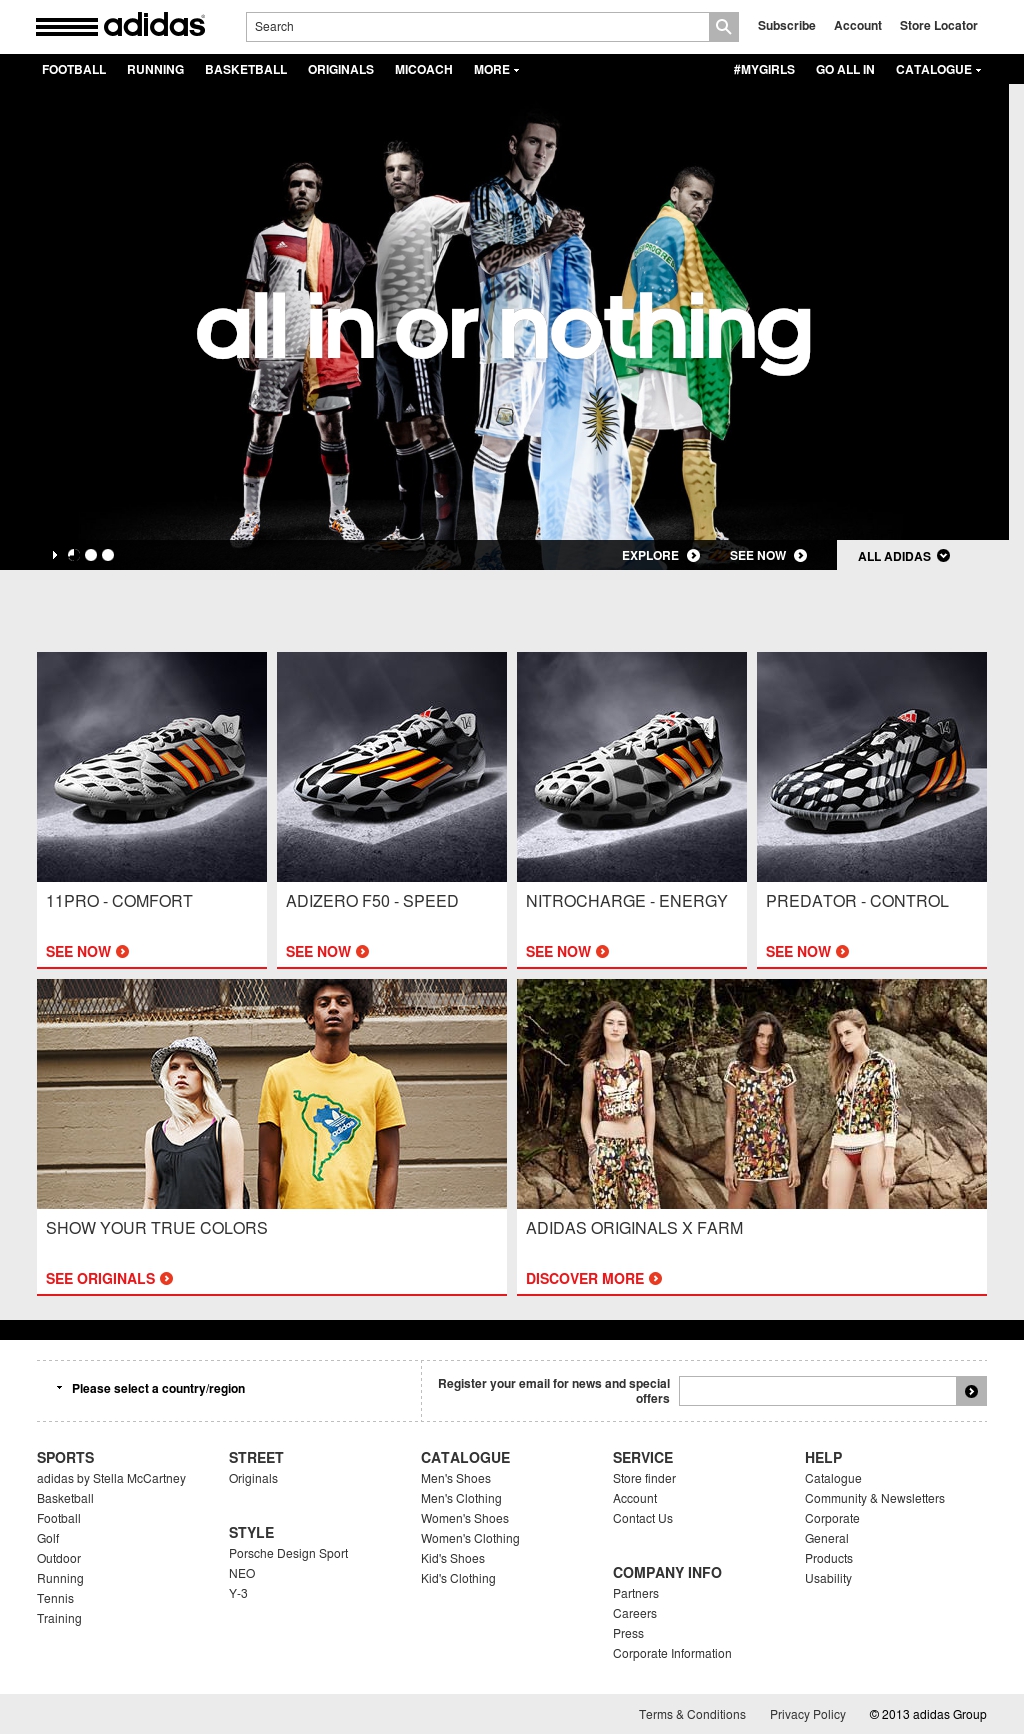 adidas
Search
Subscribe Account Store Locator
FOOTBALL RUNNING BASKETBALL ORIGINALS MICOACH MORE #MYGIRLS GO ALL IN CATALOGUE
all in or nothing
EXPLORE SEE NOW ALL ADIDAS
11PRO - COMFORT
SEE NOW
ADIZERO F50 - SPEED
SEE NOW
NITROCHARGE - ENERGY
SEE NOW
PREDATOR - CONTROL
SEE NOW
adidas
SHOW YOUR TRUE COLORS
SEE ORIGINALS
adidas
ADIDAS ORIGINALS X FARM
DISCOVER MORE
Please select a country/region
Register your email for news and special
offers
SPORTS
adidas by Stella McCartney
Basketball
Football
Golf
Outdoor
Running
Tennis
Training
STREET
Originals
STYLE
Porsche Design Sport
NEO
Y-3
CATALOGUE
Men's Shoes
Men's Clothing
Women's Shoes
Women's Clothing
Kid's Shoes
Kid's Clothing
SERVICE
Store finder
Account
Contact Us
COMPANY INFO
Partners
Careers
Press
Corporate Information
HELP
Catalogue
Community & Newsletters
Corporate
General
Products
Usability
Terms & Conditions Privacy Policy © 2013 adidas Group